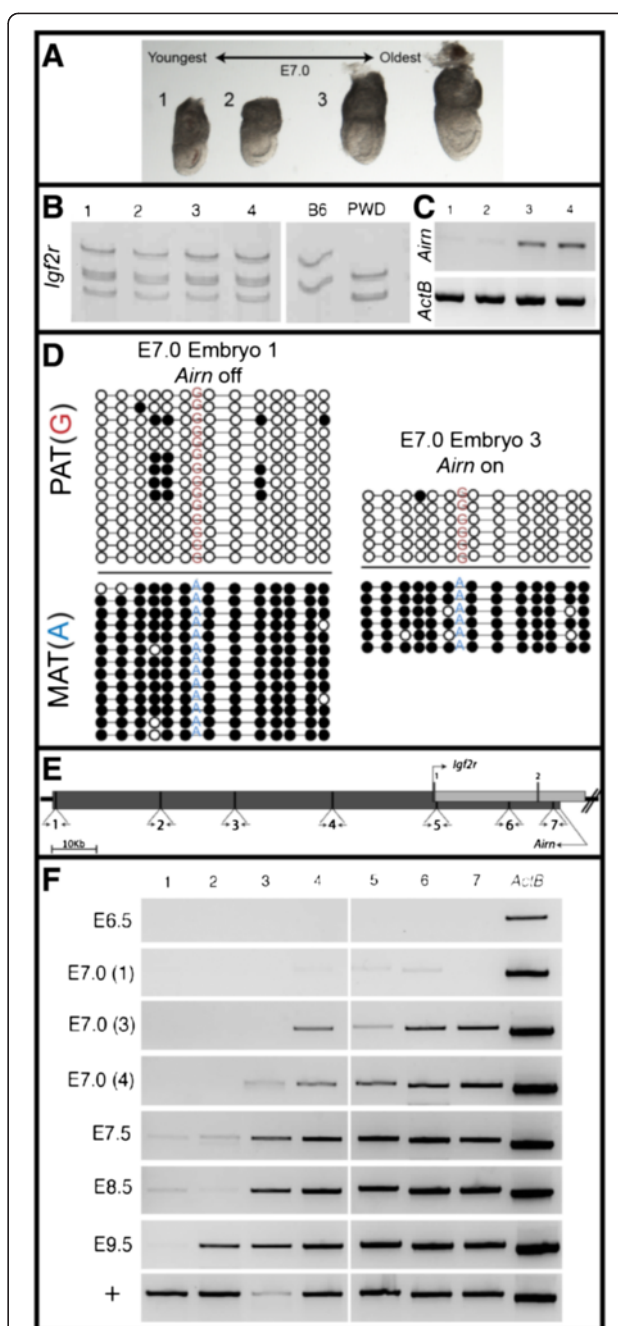 A
Youngest
Oldest
E7.0
1 2 3
B
1 2 3 4 B6 PWD
Igf2r
C
1 2 3 4
Airn
ActB
D
E7.0 Embryo 1
Airn off
E7.0 Embryo 3
Airn on
PAT(G)
G
G
MAT(A)
A
A
E
1 Igf2r
2
1 2 3 4 5 6 7
10Kb
Airn
F
1 2 3 4 5 6 7 ActB
E6.5
E7.0 (1)
E7.0 (3)
E7.0 (4)
E7.5
E8.5
E9.5
+